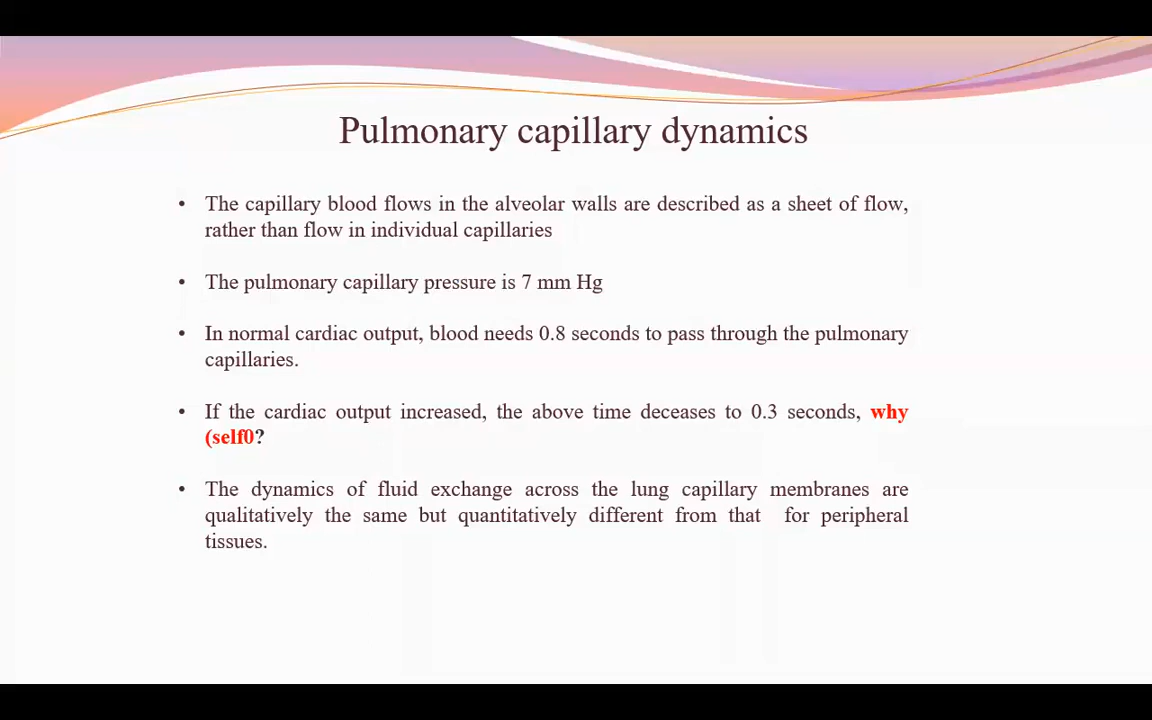 Pulmonary capillary dynamics
• The capillary blood flows in the alveolar walls are described as a sheet of flow,
rather than flow in individual capillaries
• The pulmonary capillary pressure is 7 mm Hg
• In normal cardiac output, blood needs 0.8 seconds to pass through the pulmonary
capillaries.
• If the cardiac output increased, the above time deceases to 0.3 seconds, why
(self0?
• The dynamics of fluid exchange across the lung capillary membranes are
qualitatively the same but quantitatively different from that for peripheral
tissues.